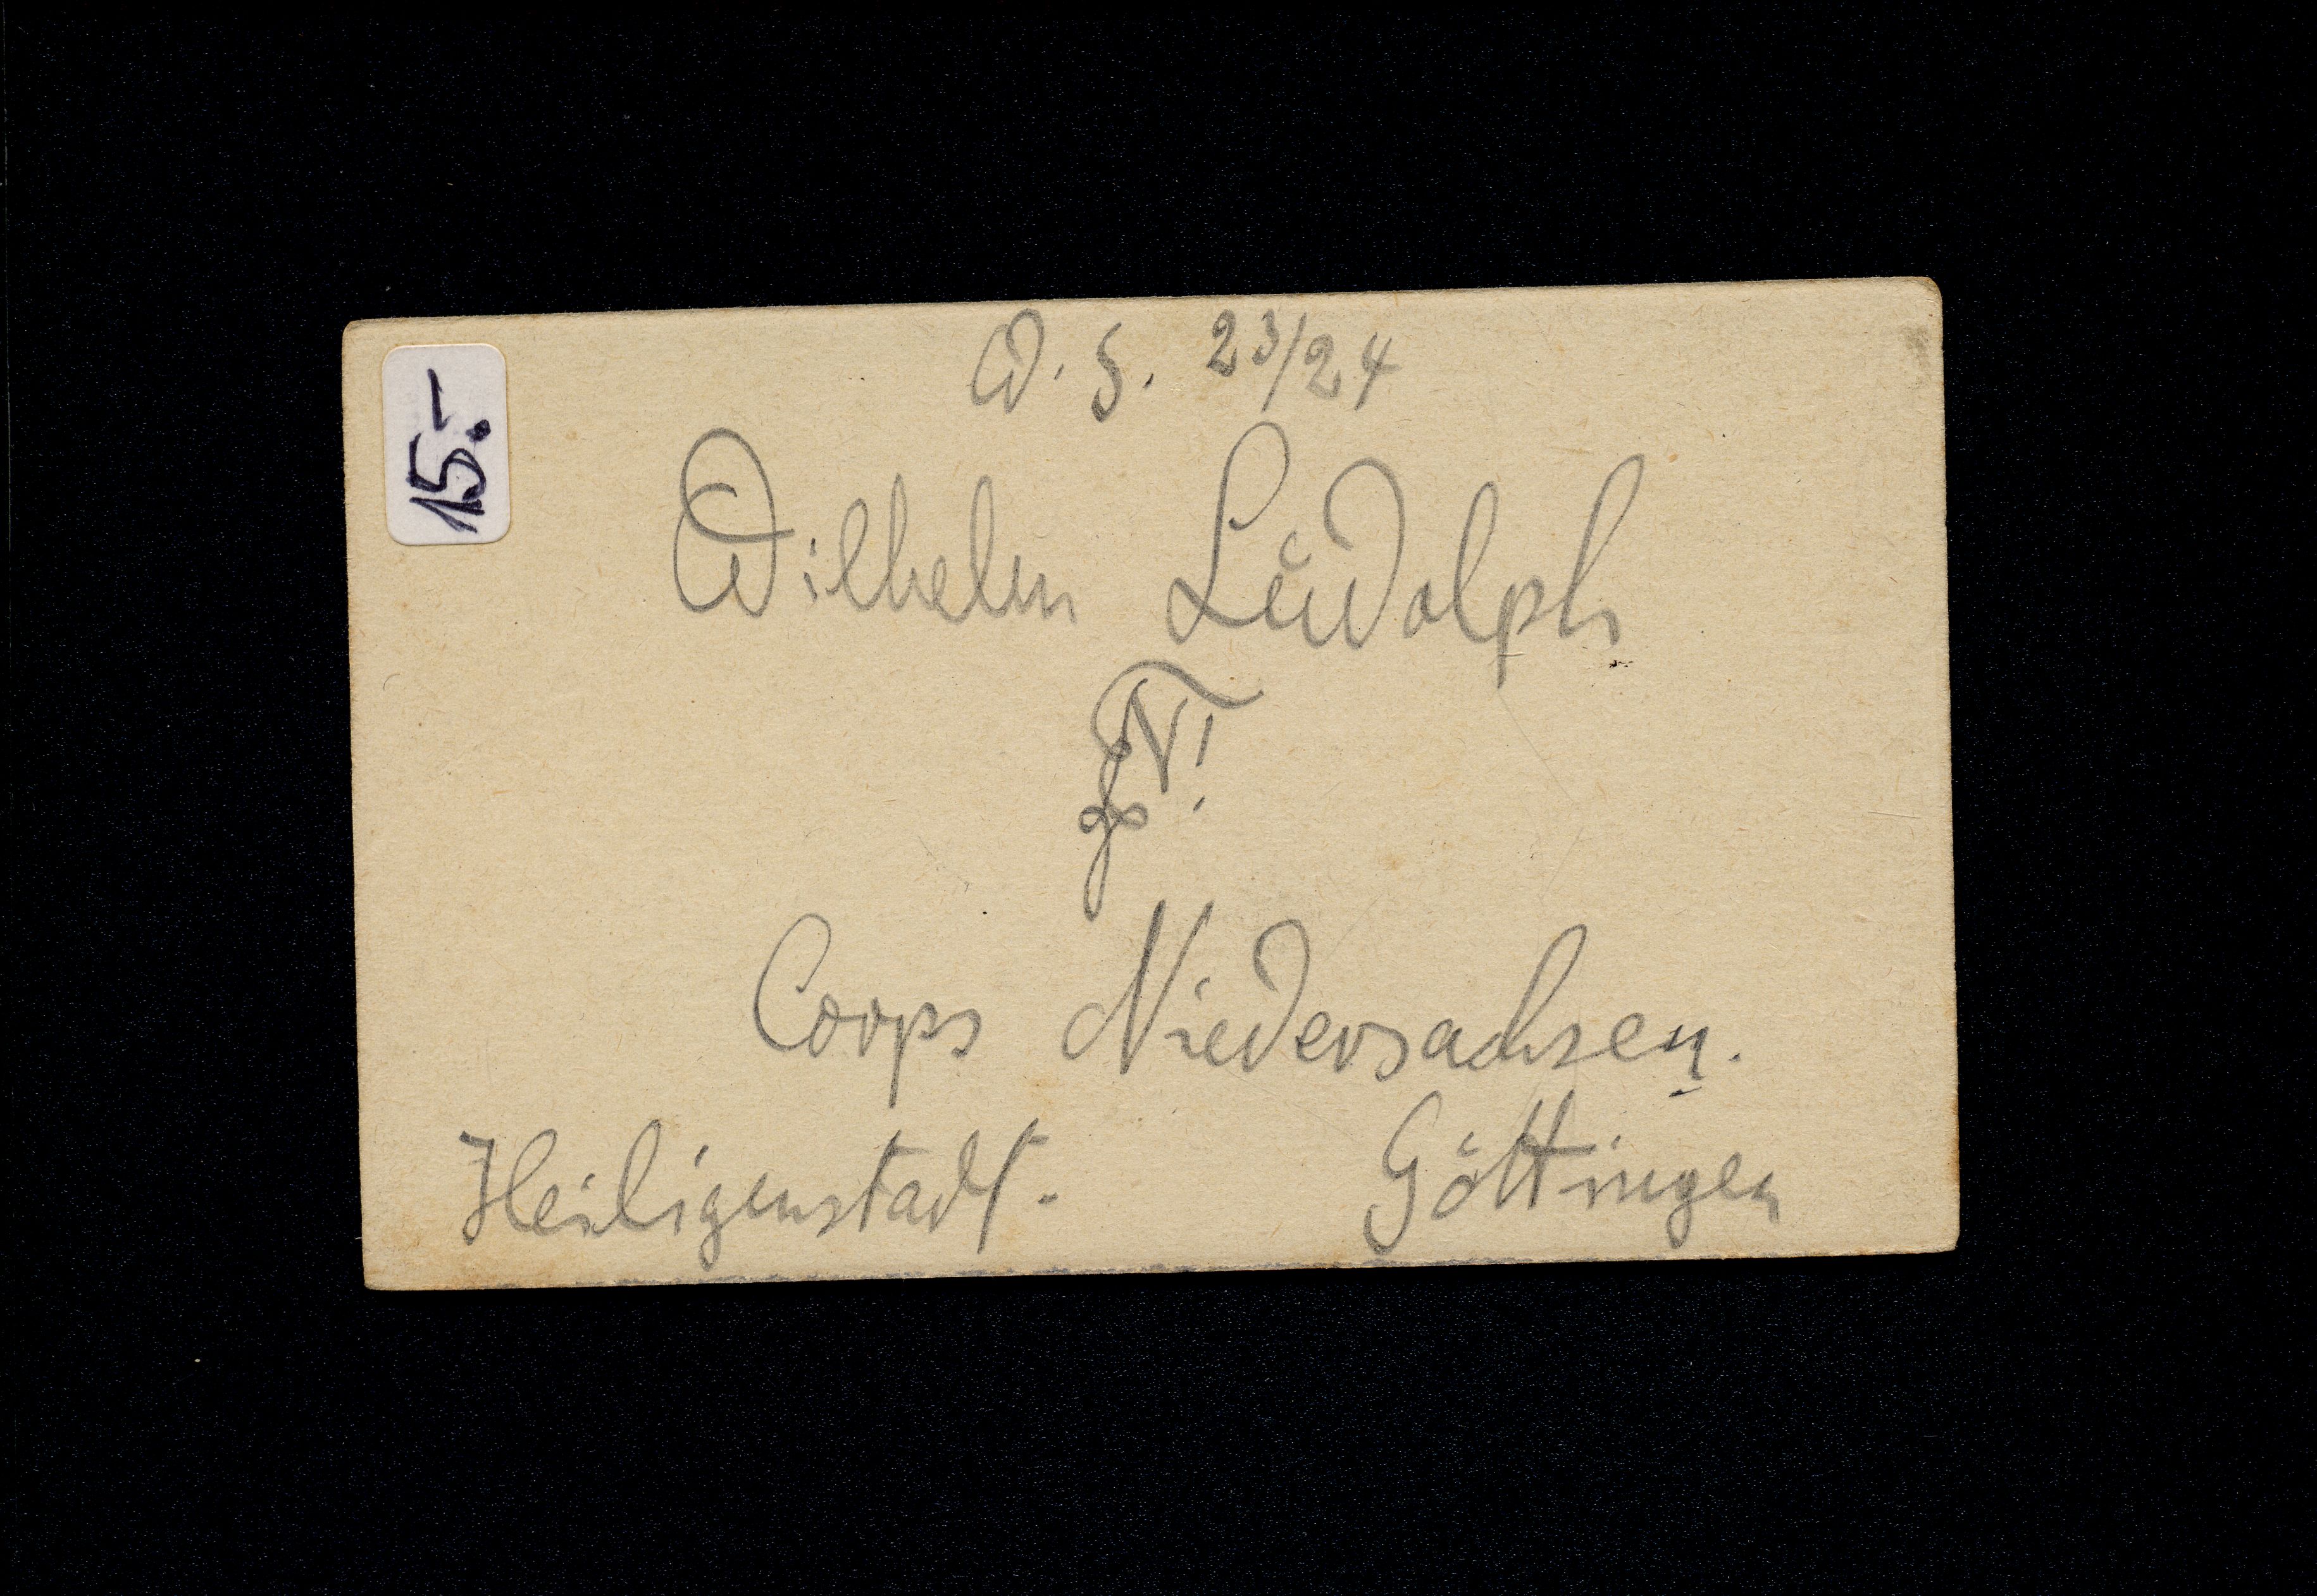 W. S. 23/24
15.-
Wilhelm Ludolph
Corps Niedersachsen.
Heiligenstadt. Göttingen